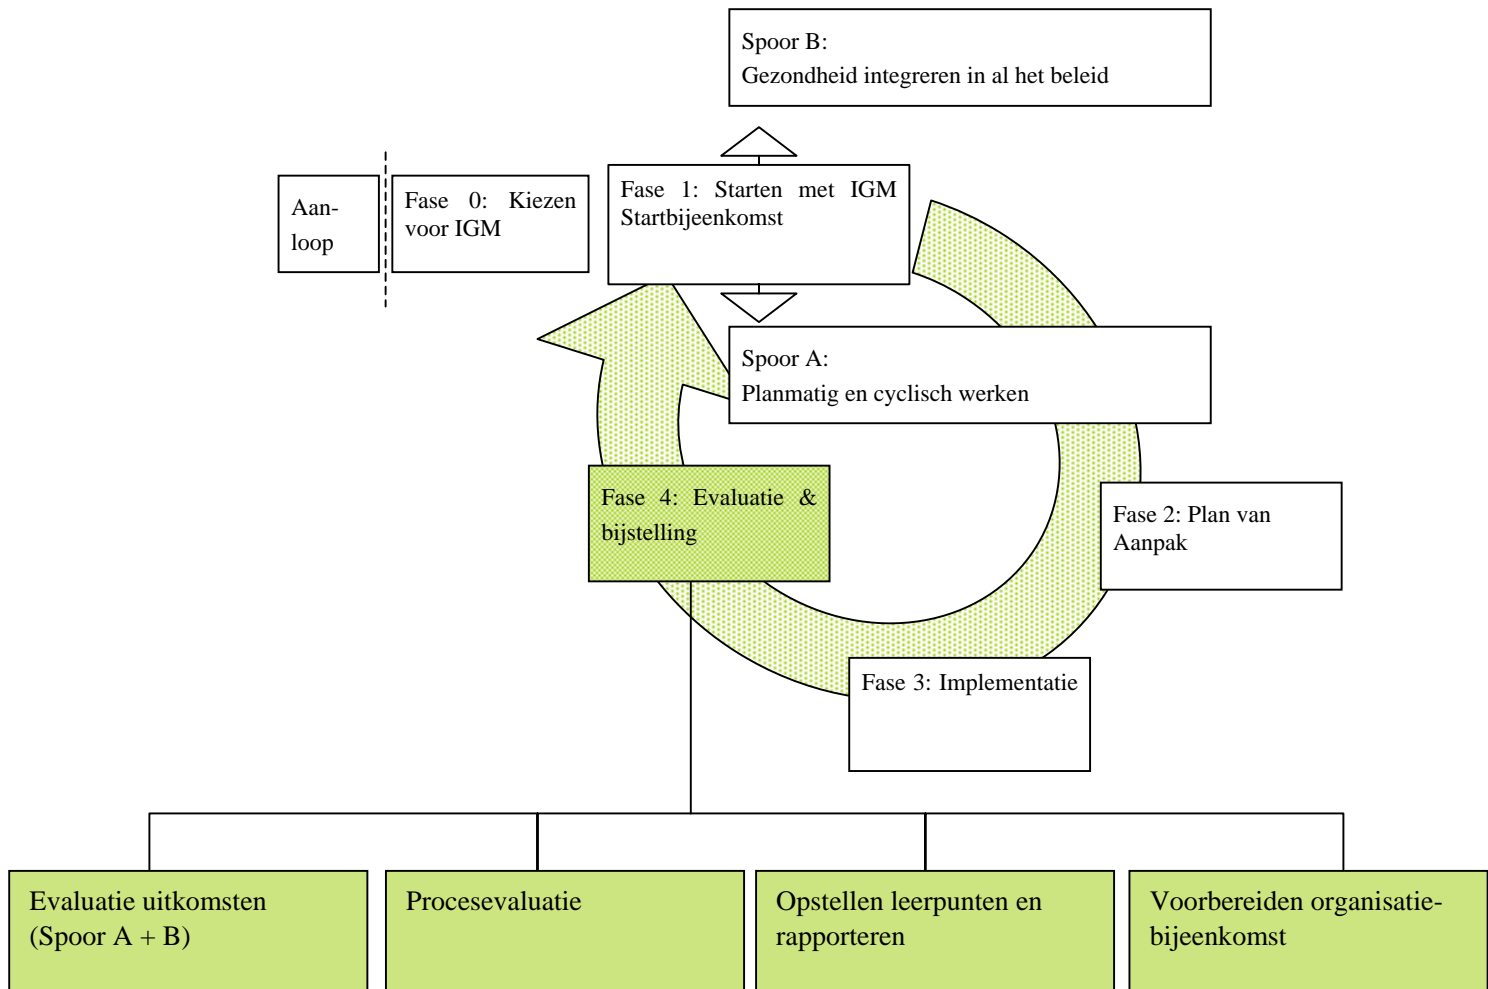 Spoor B:
Gezondheid integreren in al het beleid
Aan-
loop
Fase 0: Kiezen
voor IGM
Fase 1: Starten met IGM
Startbijeenkomst
Spoor A:
Planmatig en cyclisch werken
Fase 4: Evaluatie &
bijstelling
Fase 2: Plan van
Aanpak
Fase 3: Implementatie
Evaluatie uitkomsten
(Spoor A + B)
Procesevaluatie
Opstellen leerpunten en
rapporteren
Voorbereiden organisatie-
bijeenkomst